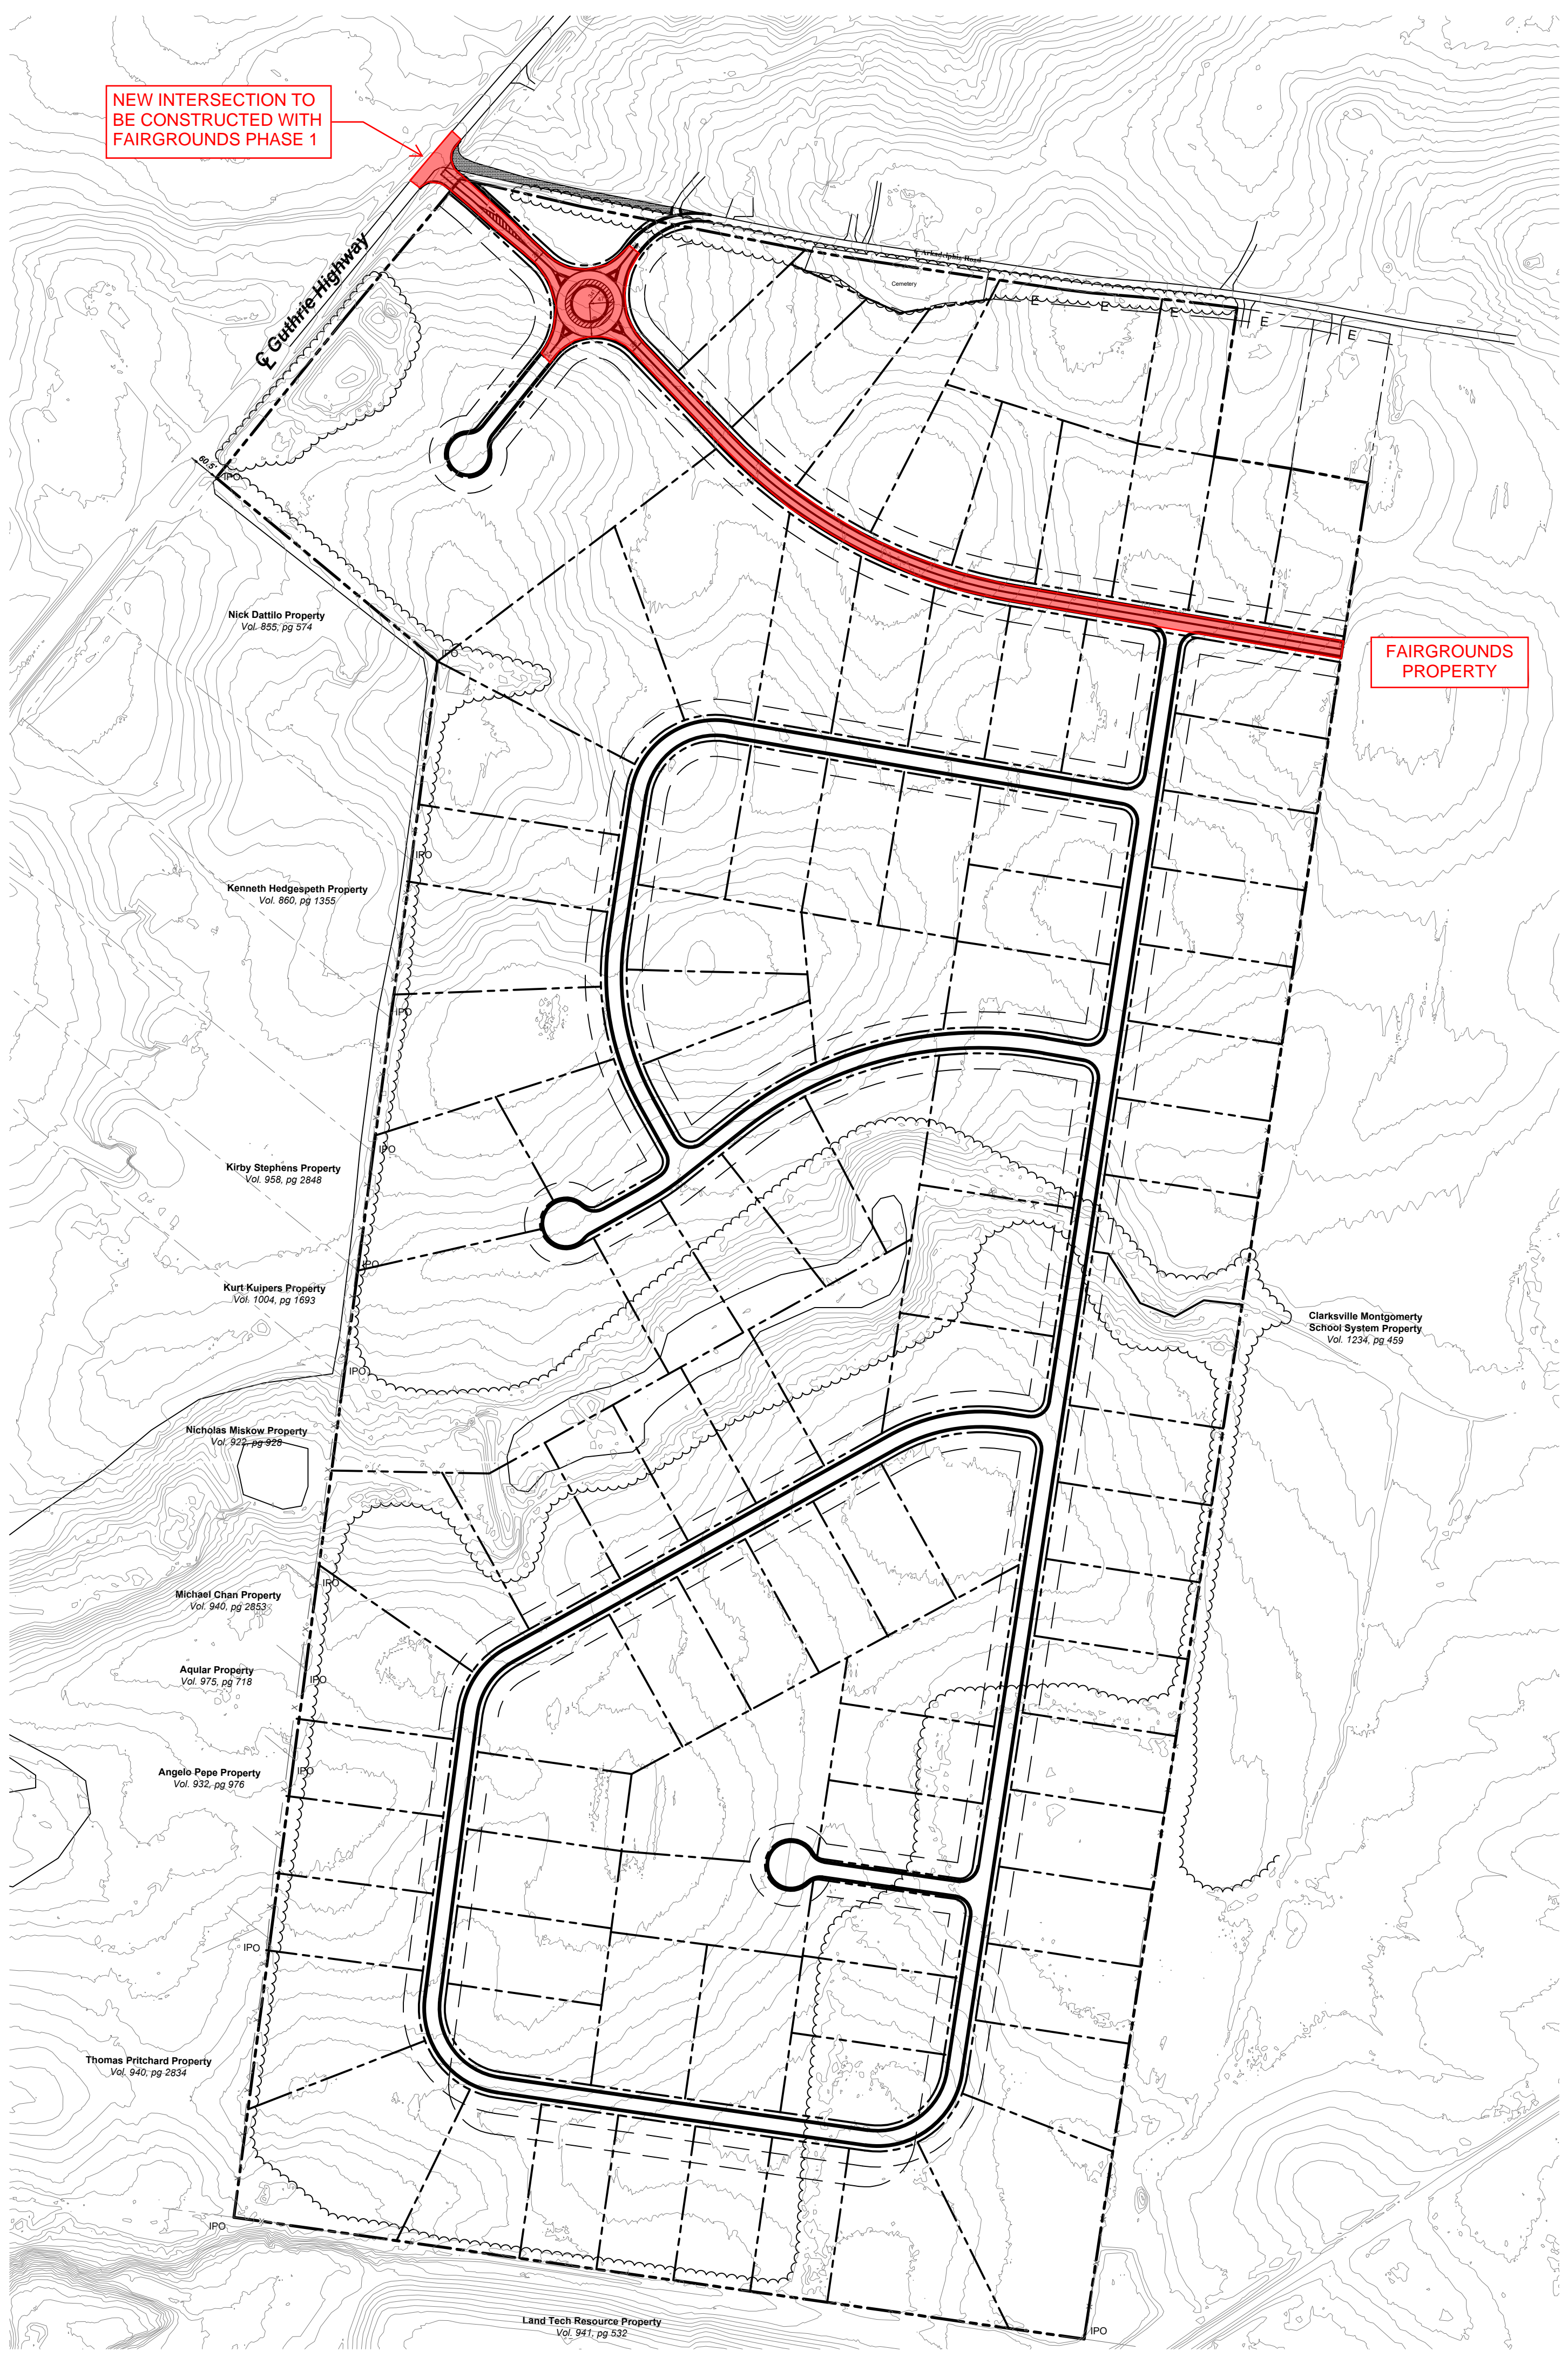 NEW INTERSECTION TO
BE CONSTRUCTED WITH
FAIRGROUNDS PHASE 1
℄ Guthrie Highway
Arkadelphia Road
Cemetery
E
E
E
E
E
60.5'
IPO
Nick Dattilo Property
Vol. 855, pg 574
IPO
FAIRGROUNDS
PROPERTY
IPO
Kenneth Hedgespeth Property
Vol. 860, pg 1355
IPO
IPO
Kirby Stephens Property
Vol. 958, pg 2848
IPO
Kurt Kuipers Property
Vol. 1004, pg 1693
Clarksville Montgomerty
School System Property
Vol. 1234, pg 459
IPO
Nicholas Miskow Property
Vol. 922, pg 928
IPO
Michael Chan Property
Vol. 940, pg 2853
Aqular Property
Vol. 975, pg 718
IPO
Angelo Pepe Property
Vol. 932, pg 976
IPO
IPO
Thomas Pritchard Property
Vol. 940, pg 2834
IPO
Land Tech Resource Property
Vol. 941, pg 532
IPO